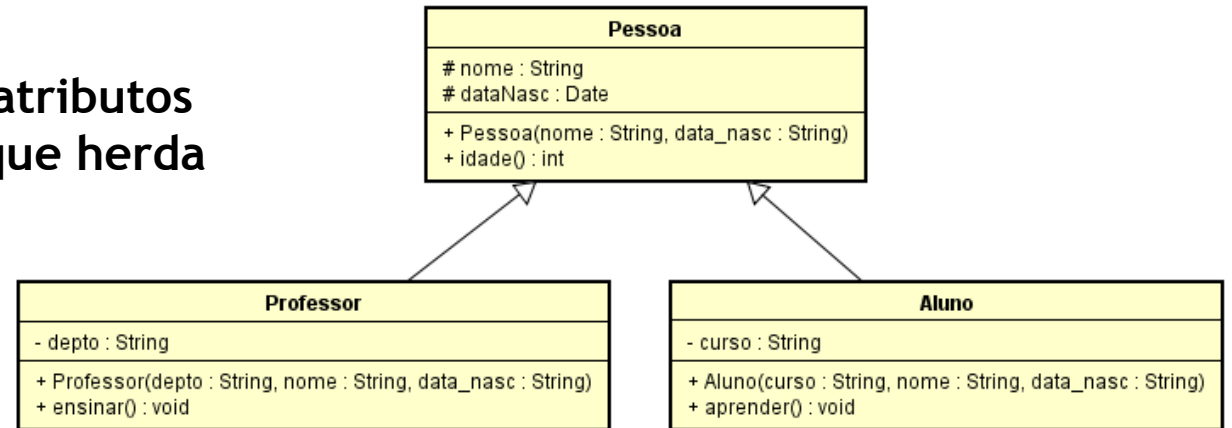 atributos
que herda
Pessoa
# nome : String
# dataNasc : Date
+ Pessoa(nome : String, data_nasc : String)
+ idade() : int
Professor
- depto : String
+ Professor(depto : String, nome : String, data_nasc : String)
+ ensinar() : void
Aluno
- curso : String
+ Aluno(curso : String, nome : String, data_nasc : String)
+ aprender() : void